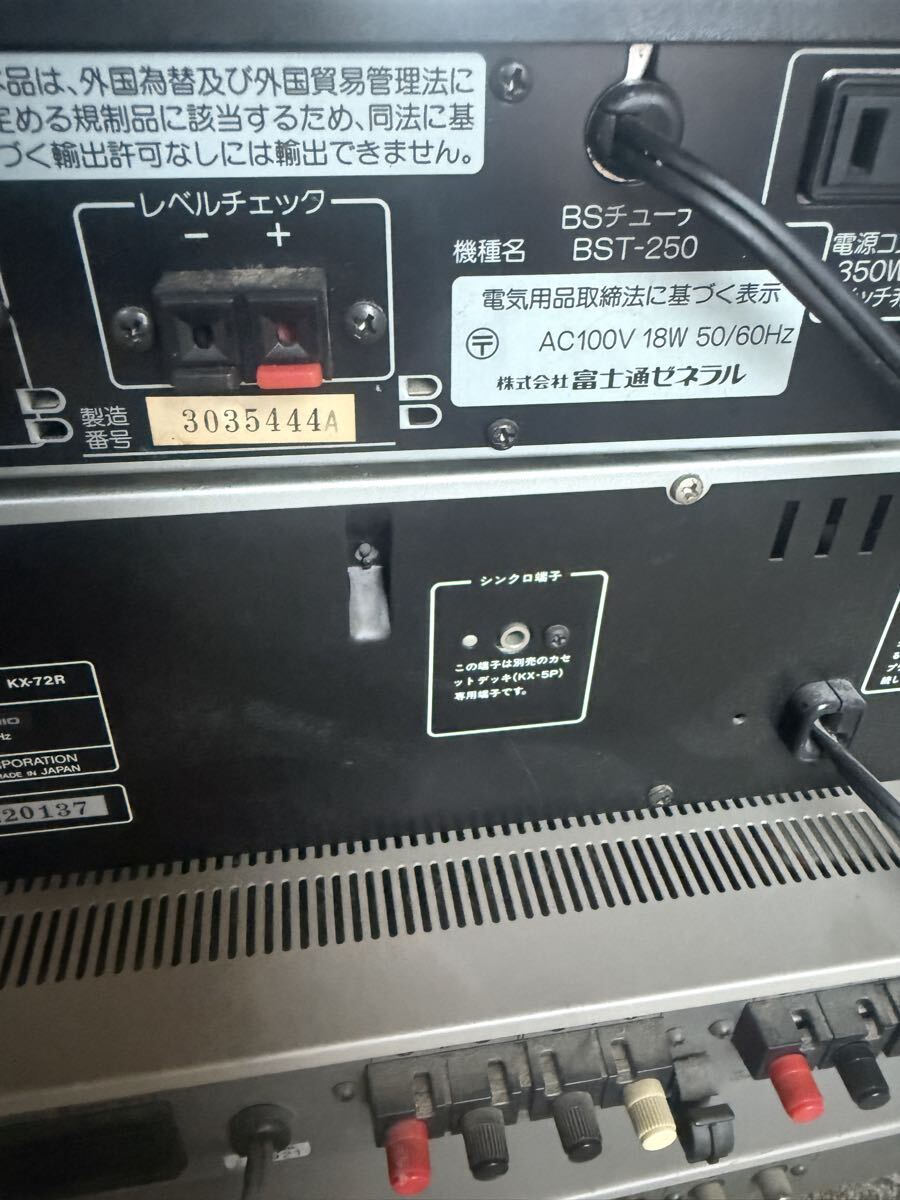 品は、外国為替及び外国貿易管理法に
定める規制品に該当するため、同法に基
づく輸出許可なしには輸出できません。
レベルチェック
− +
BSチューナ
機種名 BST-250
電源コン
350W
ッチ
電気用品取締法に基づく表示
〒 AC100V 18W 50/60Hz
株式会社 富士通ゼネラル
製造
番号 3035444A
シンクロ端子
この端子は別売のカセ
ットデッキ(KX-5P)
専用端子です。
KX-72R
Hz
PORATION
MADE IN JAPAN
20137